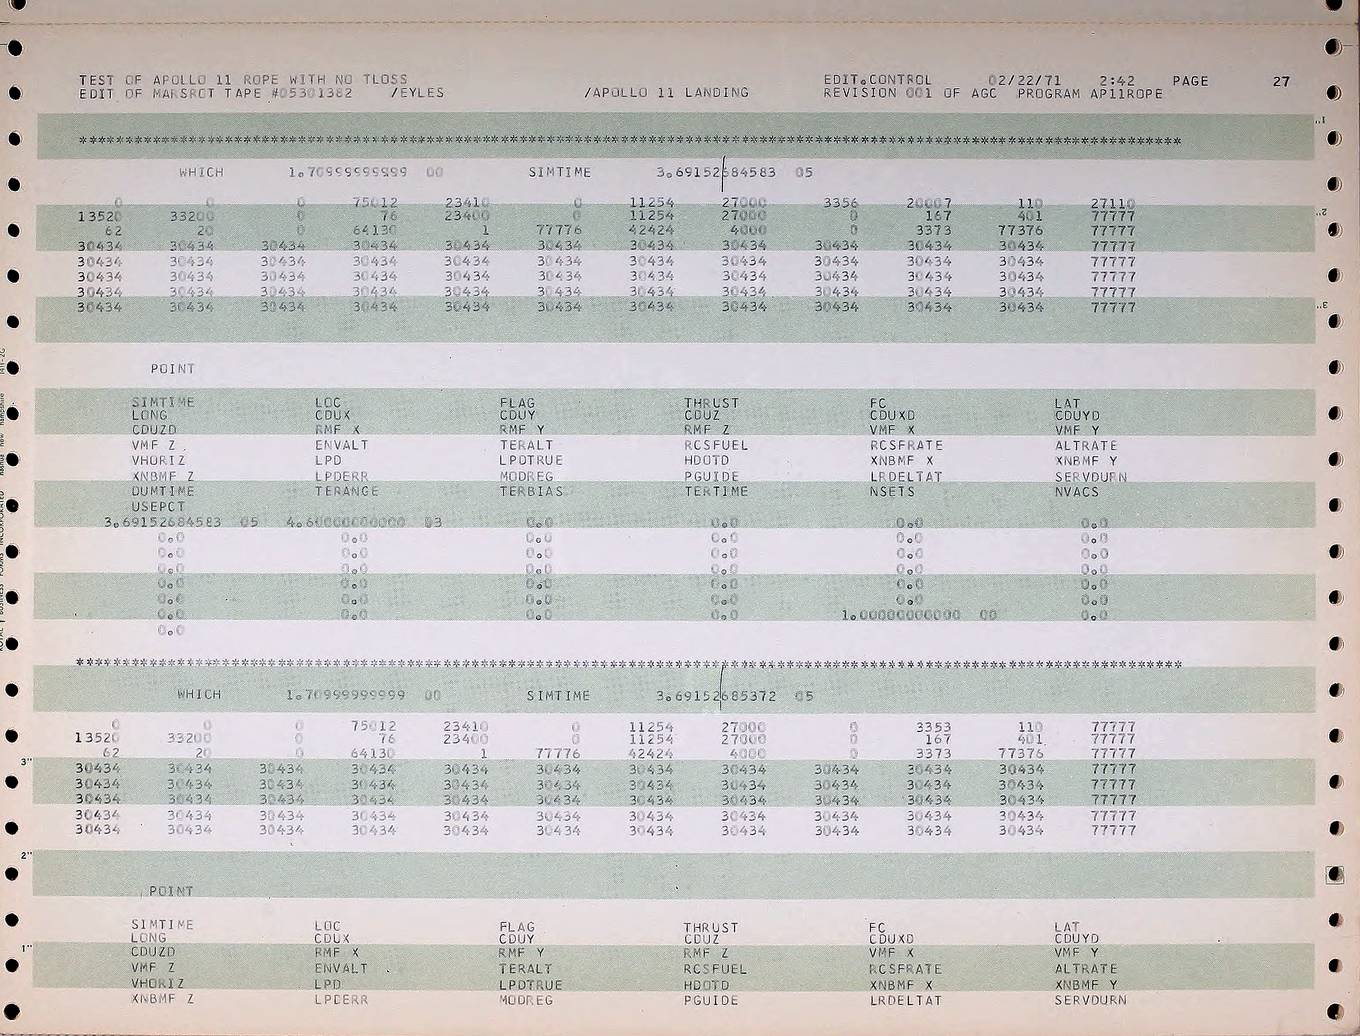 TEST OF APOLLO 11 ROPE WITH NO TLOSS EDIT.CONTROL 02/22/71 2:42 PAGE 27
EDIT OF MARSROT TAPE #05301382 /EYLES /APOLLO 11 LANDING REVISION 001 OF AGC PROGRAM AP11ROPE
************************************************************************************************************************
WHICH 1.70999999999 00 SIMTIME 3.69152684583 05
0 0 0 75012 23410 0 11254 27000 3356 20007 110 27110
13520 33200 0 76 23400 0 11254 27000 0 167 401 77777
62 20 0 64130 1 77776 42424 4000 0 3373 77376 77777
30434 30434 30434 30434 30434 30434 30434 30434 30434 30434 30434 77777
30434 30434 30434 30434 30434 30434 30434 30434 30434 30434 30434 77777
30434 30434 30434 30434 30434 30434 30434 30434 30434 30434 30434 77777
30434 30434 30434 30434 30434 30434 30434 30434 30434 30434 30434 77777
30434 30434 30434 30434 30434 30434 30434 30434 30434 30434 30434 77777
POINT
SIMTIME LOC FLAG THRUST FC LAT
LONG CDUX CDUY CDUZ CDUXD CDUYD
CDUZD RMF X RMF Y RMF Z VMF X VMF Y
VMF Z ENVALT TERALT RCSFUEL RCSFRATE ALTRATE
VHORIZ LPD LPDTRUE HDOTD XNBMF X XNBMF Y
XNBMF Z LPDERR MODREG PGUIDE LRDELTAT SERVDURN
DUMTIME TERANGE TERBIAS TERTIME NSETS NVACS
USEPCT
3.69152684583 05 4.60000000000 03 0.0 0.0 0.0 0.0
0.0 0.0 0.0 0.0 0.0 0.0
0.0 0.0 0.0 0.0 0.0 0.0
0.0 0.0 0.0 0.0 0.0 0.0
0.0 0.0 0.0 0.0 0.0 0.0
0.0 0.0 0.0 0.0 0.0 0.0
0.0 0.0 0.0 0.0 1.00000000000 00 0.0
0.0
************************************************************************************************************************
WHICH 1.70999999999 00 SIMTIME 3.69152685372 05
0 0 0 75012 23410 0 11254 27000 0 3353 110 77777
13520 33200 0 76 23400 0 11254 27000 0 167 401 77777
62 20 0 64130 1 77776 42424 4000 0 3373 77376 77777
30434 30434 30434 30434 30434 30434 30434 30434 30434 30434 30434 77777
30434 30434 30434 30434 30434 30434 30434 30434 30434 30434 30434 77777
30434 30434 30434 30434 30434 30434 30434 30434 30434 30434 30434 77777
30434 30434 30434 30434 30434 30434 30434 30434 30434 30434 30434 77777
30434 30434 30434 30434 30434 30434 30434 30434 30434 30434 30434 77777
POINT
SIMTIME LOC FLAG THRUST FC LAT
LONG CDUX CDUY CDUZ CDUXD CDUYD
CDUZD RMF X RMF Y RMF Z VMF X VMF Y
VMF Z ENVALT TERALT RCSFUEL RCSFRATE ALTRATE
VHORIZ LPD LPDTRUE HDOTD XNBMF X XNBMF Y
XNBMF Z LPDERR MODREG PGUIDE LRDELTAT SERVDURN
3"
2"
1"
1"
2"
3"